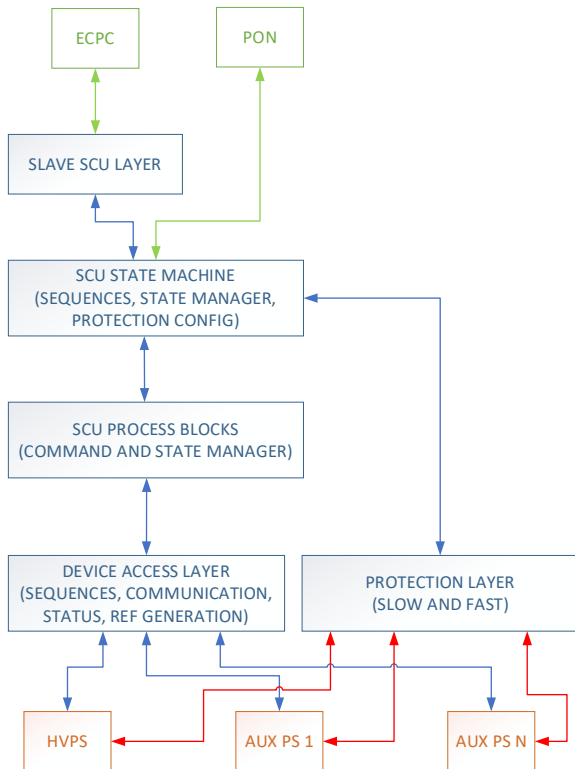 ECPC
PON
SLAVE SCU LAYER
SCU STATE MACHINE
(SEQUENCES, STATE MANAGER,
PROTECTION CONFIG)
SCU PROCESS BLOCKS
(COMMAND AND STATE MANAGER)
DEVICE ACCESS LAYER
(SEQUENCES, COMMUNICATION,
STATUS, REF GENERATION)
PROTECTION LAYER
(SLOW AND FAST)
HVPS
AUX PS 1
AUX PS N